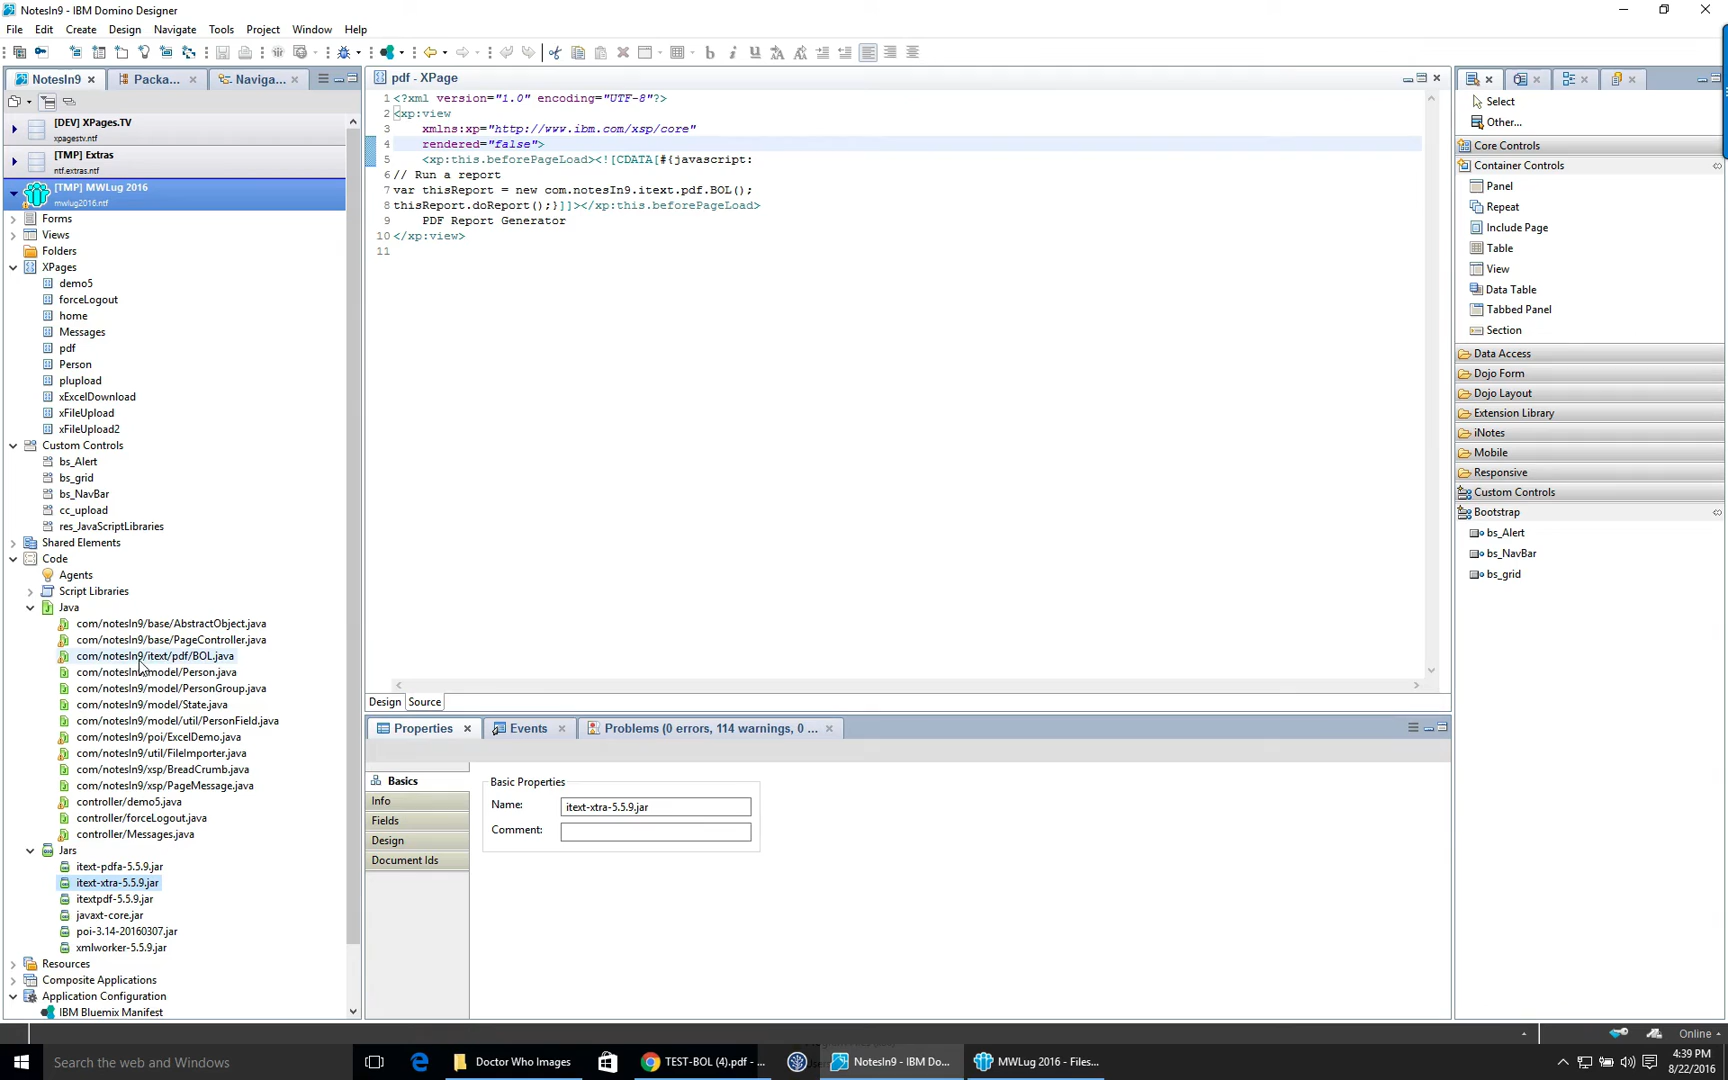 NotesIn9 - IBM Domino Designer
File Edit Create Design Navigate Tools Project Window Help
NotesIn9 Packa... Naviga...
[DEV] XPages.TV
xpagestv.ntf
[TMP] Extras
ntf.extras.ntf
[TMP] MWLug 2016
mwlug2016.ntf
Forms
Views
Folders
XPages
demo5
forceLogout
home
Messages
pdf
Person
plupload
xExcelDownload
xFileUpload
xFileUpload2
Custom Controls
bs_Alert
bs_grid
bs_NavBar
cc_upload
res_JavaScriptLibraries
Shared Elements
Code
Agents
Script Libraries
Java
com/notesIn9/base/AbstractObject.java
com/notesIn9/base/PageController.java
com/notesIn9/itext/pdf/BOL.java
com/notesIn9/model/Person.java
com/notesIn9/model/PersonGroup.java
com/notesIn9/model/State.java
com/notesIn9/model/util/PersonField.java
com/notesIn9/poi/ExcelDemo.java
com/notesIn9/util/FileImporter.java
com/notesIn9/xsp/BreadCrumb.java
com/notesIn9/xsp/PageMessage.java
controller/demo5.java
controller/forceLogout.java
controller/Messages.java
Jars
itext-pdfa-5.5.9.jar
itext-xtra-5.5.9.jar
itextpdf-5.5.9.jar
javaxt-core.jar
poi-3.14-20160307.jar
xmlworker-5.5.9.jar
Resources
Composite Applications
Application Configuration
IBM Bluemix Manifest
pdf - XPage
1 <?xml version="1.0" encoding="UTF-8"?>
2 <xp:view
3 xmlns:xp="http://www.ibm.com/xsp/core"
4 rendered="false">
5 <xp:this.beforePageLoad><![CDATA[#{javascript:
6 // Run a report
7 var thisReport = new com.notesIn9.itext.pdf.BOL();
8 thisReport.doReport();}]]></xp:this.beforePageLoad>
9 PDF Report Generator
10 </xp:view>
11
Design Source
Properties Events Problems (0 errors, 114 warnings, 0 ...
Basics
Info
Fields
Design
Document Ids
Basic Properties
Name: itext-xtra-5.5.9.jar
Comment:
Select
Other...
Core Controls
Container Controls
Panel
Repeat
Include Page
Table
View
Data Table
Tabbed Panel
Section
Data Access
Dojo Form
Dojo Layout
Extension Library
iNotes
Mobile
Responsive
Custom Controls
Bootstrap
bs_Alert
bs_NavBar
bs_grid
Online
Search the web and Windows
Doctor Who Images
TEST-BOL (4).pdf - ...
NotesIn9 - IBM Do...
MWLug 2016 - Files...
4:39 PM
8/22/2016